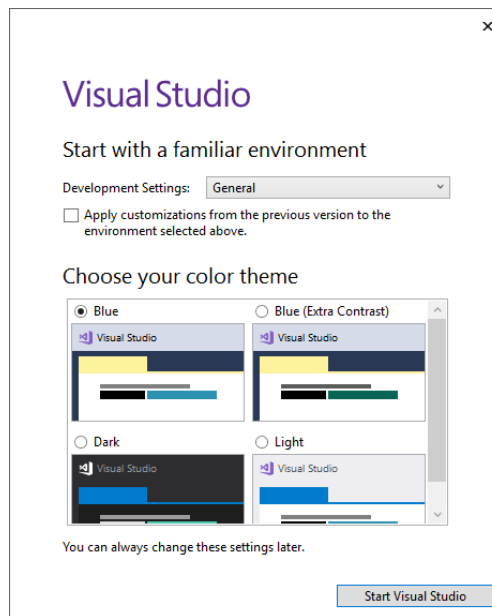 Visual Studio
Start with a familiar environment
Development Settings: General
Apply customizations from the previous version to the
environment selected above.
Choose your color theme
Blue
Blue (Extra Contrast)
Visual Studio
Visual Studio
Dark
Light
Visual Studio
Visual Studio
You can always change these settings later.
Start Visual Studio